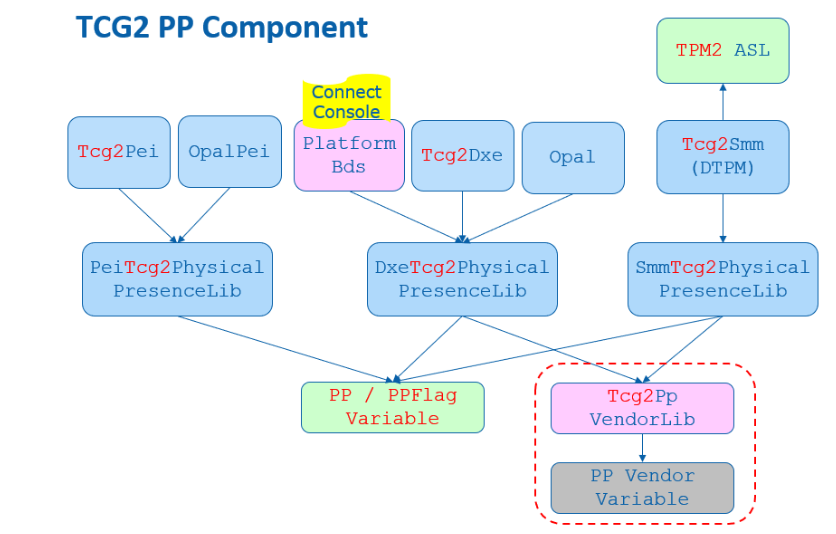 TCG2 PP Component
TPM2 ASL
Connect
Console
Tcg2Pei
OpalPei
Platform
Bds
Tcg2Dxe
Opal
Tcg2Smm
(DTPM)
PeiTcg2Physical
PresenceLib
DxeTcg2Physical
PresenceLib
SmmTcg2Physical
PresenceLib
PP / PPFlag
Variable
Tcg2Pp
VendorLib
PP Vendor
Variable